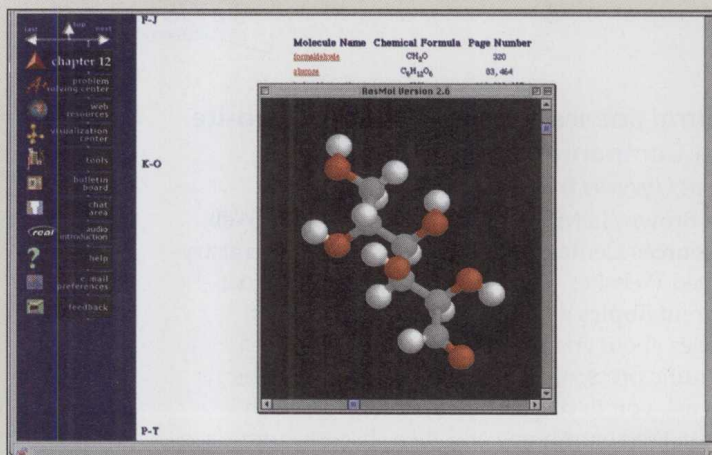 last top next
F-J
chapter 12
problem
solving center
web
resources
visualization
center
tools
bulletin
board
chat
area
real audio
introduction
help
e-mail
preferences
feedback
Molecule Name Chemical Formula Page Number
formaldehyde CH₂O 320
glucose C₆H₁₂O₆ 83, 464
RasMol Version 2.6
K-O
P-T